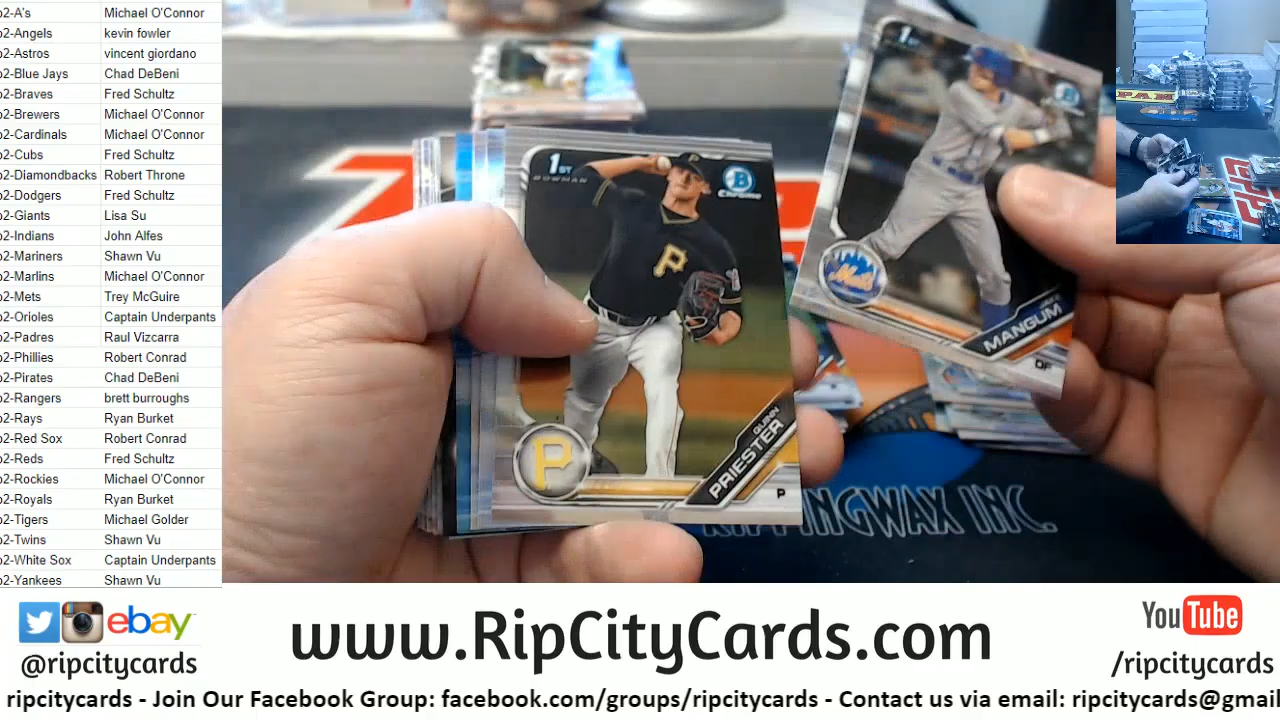 o2-A's Michael O'Connor
o2-Angels kevin fowler
o2-Astros vincent giordano
o2-Blue Jays Chad DeBeni
o2-Braves Fred Schultz
o2-Brewers Michael O'Connor
o2-Cardinals Michael O'Connor
o2-Cubs Fred Schultz
o2-Diamondbacks Robert Throne
o2-Dodgers Fred Schultz
o2-Giants Lisa Su
o2-Indians John Alfes
o2-Mariners Shawn Vu
o2-Marlins Michael O'Connor
o2-Mets Trey McGuire
o2-Orioles Captain Underpants
o2-Padres Raul Vizcarra
o2-Phillies Robert Conrad
o2-Pirates Chad DeBeni
o2-Rangers brett burroughs
o2-Rays Ryan Burket
o2-Red Sox Robert Conrad
o2-Reds Fred Schultz
o2-Rockies Michael O'Connor
o2-Royals Ryan Burket
o2-Tigers Michael Golder
o2-Twins Shawn Vu
o2-White Sox Captain Underpants
o2-Yankees Shawn Vu
1ST
BOWMAN
B
Chrome
P
P
QUINN
PRIESTER
P
1ST
Mets
JAKE
MANGUM
OF
RIPPINGWAX INC.
ebay
@ripcitycards
www.RipCityCards.com
YouTube
/ripcitycards
ripcitycards - Join Our Facebook Group: facebook.com/groups/ripcitycards - Contact us via email: ripcitycards@gmail